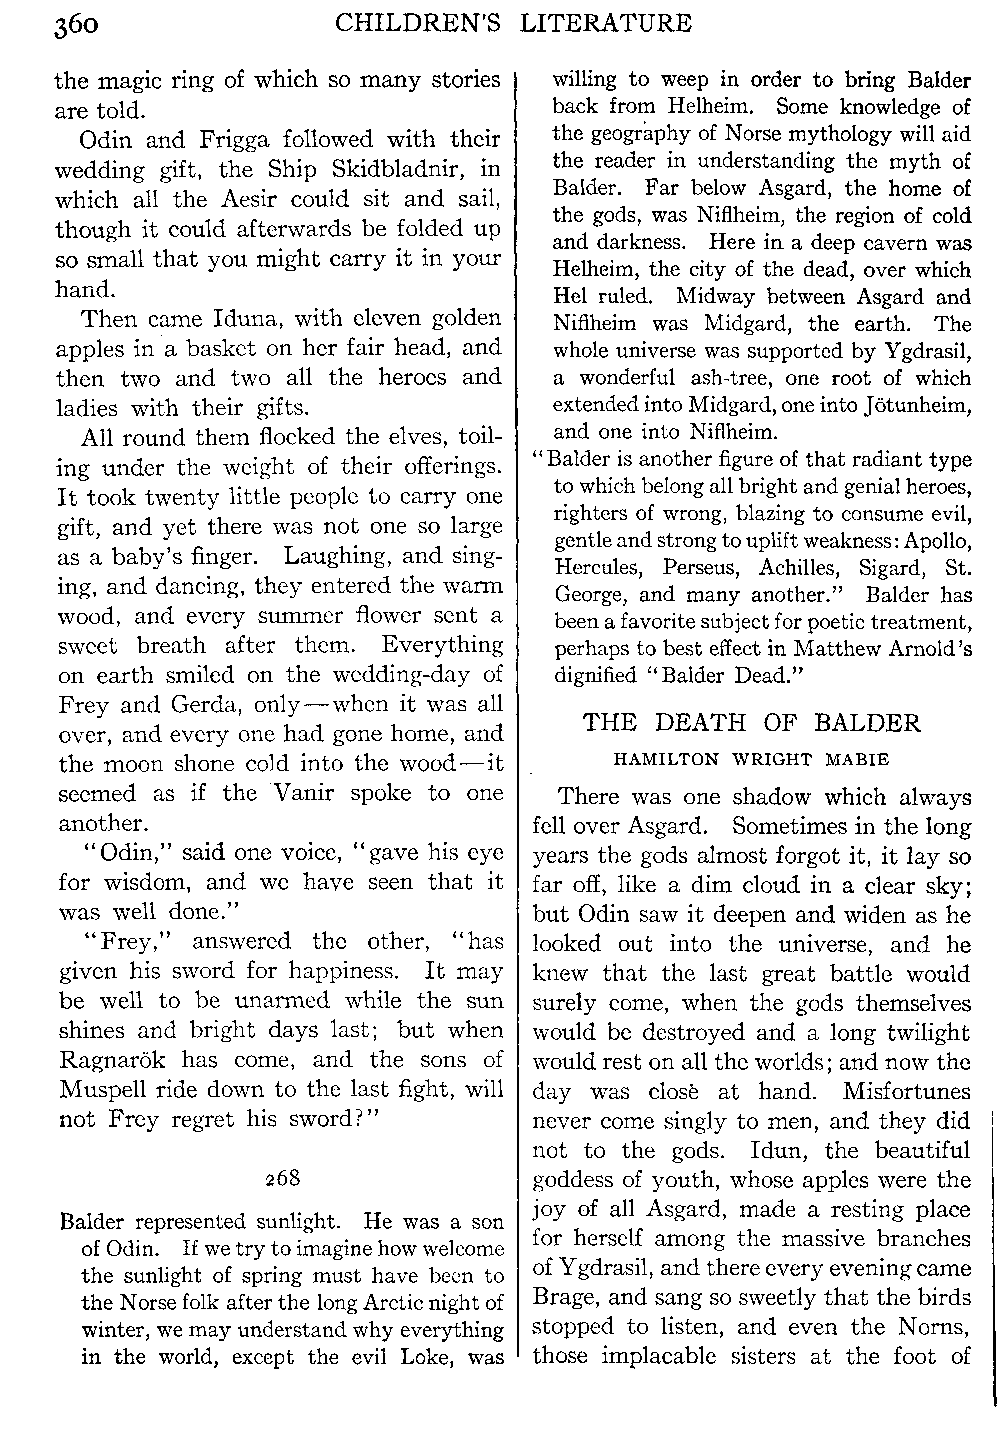 360 CHILDREN'S LITERATURE
the magic ring of which so many stories
are told.
Odin and Frigga followed with their
wedding gift, the Ship Skidbladnir, in
which all the Aesir could sit and sail,
though it could afterwards be folded up
so small that you might carry it in your
hand.
Then came Iduna, with eleven golden
apples in a basket on her fair head, and
then two and two all the heroes and
ladies with their gifts.
All round them flocked the elves, toil-
ing under the weight of their offerings.
It took twenty little people to carry one
gift, and yet there was not one so large
as a baby's finger. Laughing, and sing-
ing, and dancing, they entered the warm
wood, and every summer flower sent a
sweet breath after them. Everything
on earth smiled on the wedding-day of
Frey and Gerda, only—when it was all
over, and every one had gone home, and
the moon shone cold into the wood—it
seemed as if the Vanir spoke to one
another.
"Odin," said one voice, "gave his eye
for wisdom, and we have seen that it
was well done."
"Frey," answered the other, "has
given his sword for happiness. It may
be well to be unarmed while the sun
shines and bright days last; but when
Ragnarök has come, and the sons of
Muspell ride down to the last fight, will
not Frey regret his sword?"
268
Balder represented sunlight. He was a son
of Odin. If we try to imagine how welcome
the sunlight of spring must have been to
the Norse folk after the long Arctic night of
winter, we may understand why everything
in the world, except the evil Loke, was
willing to weep in order to bring Balder
back from Helheim. Some knowledge of
the geography of Norse mythology will aid
the reader in understanding the myth of
Balder. Far below Asgard, the home of
the gods, was Niflheim, the region of cold
and darkness. Here in a deep cavern was
Helheim, the city of the dead, over which
Hel ruled. Midway between Asgard and
Niflheim was Midgard, the earth. The
whole universe was supported by Ygdrasil,
a wonderful ash-tree, one root of which
extended into Midgard, one into Jötunheim,
and one into Niflheim.
"Balder is another figure of that radiant type
to which belong all bright and genial heroes,
righters of wrong, blazing to consume evil,
gentle and strong to uplift weakness: Apollo,
Hercules, Perseus, Achilles, Sigard, St.
George, and many another." Balder has
been a favorite subject for poetic treatment,
perhaps to best effect in Matthew Arnold's
dignified "Balder Dead."
THE DEATH OF BALDER
HAMILTON WRIGHT MABIE
There was one shadow which always
fell over Asgard. Sometimes in the long
years the gods almost forgot it, it lay so
far off, like a dim cloud in a clear sky;
but Odin saw it deepen and widen as he
looked out into the universe, and he
knew that the last great battle would
surely come, when the gods themselves
would be destroyed and a long twilight
would rest on all the worlds; and now the
day was close at hand. Misfortunes
never come singly to men, and they did
not to the gods. Idun, the beautiful
goddess of youth, whose apples were the
joy of all Asgard, made a resting place
for herself among the massive branches
of Ygdrasil, and there every evening came
Brage, and sang so sweetly that the birds
stopped to listen, and even the Norns,
those implacable sisters at the foot of